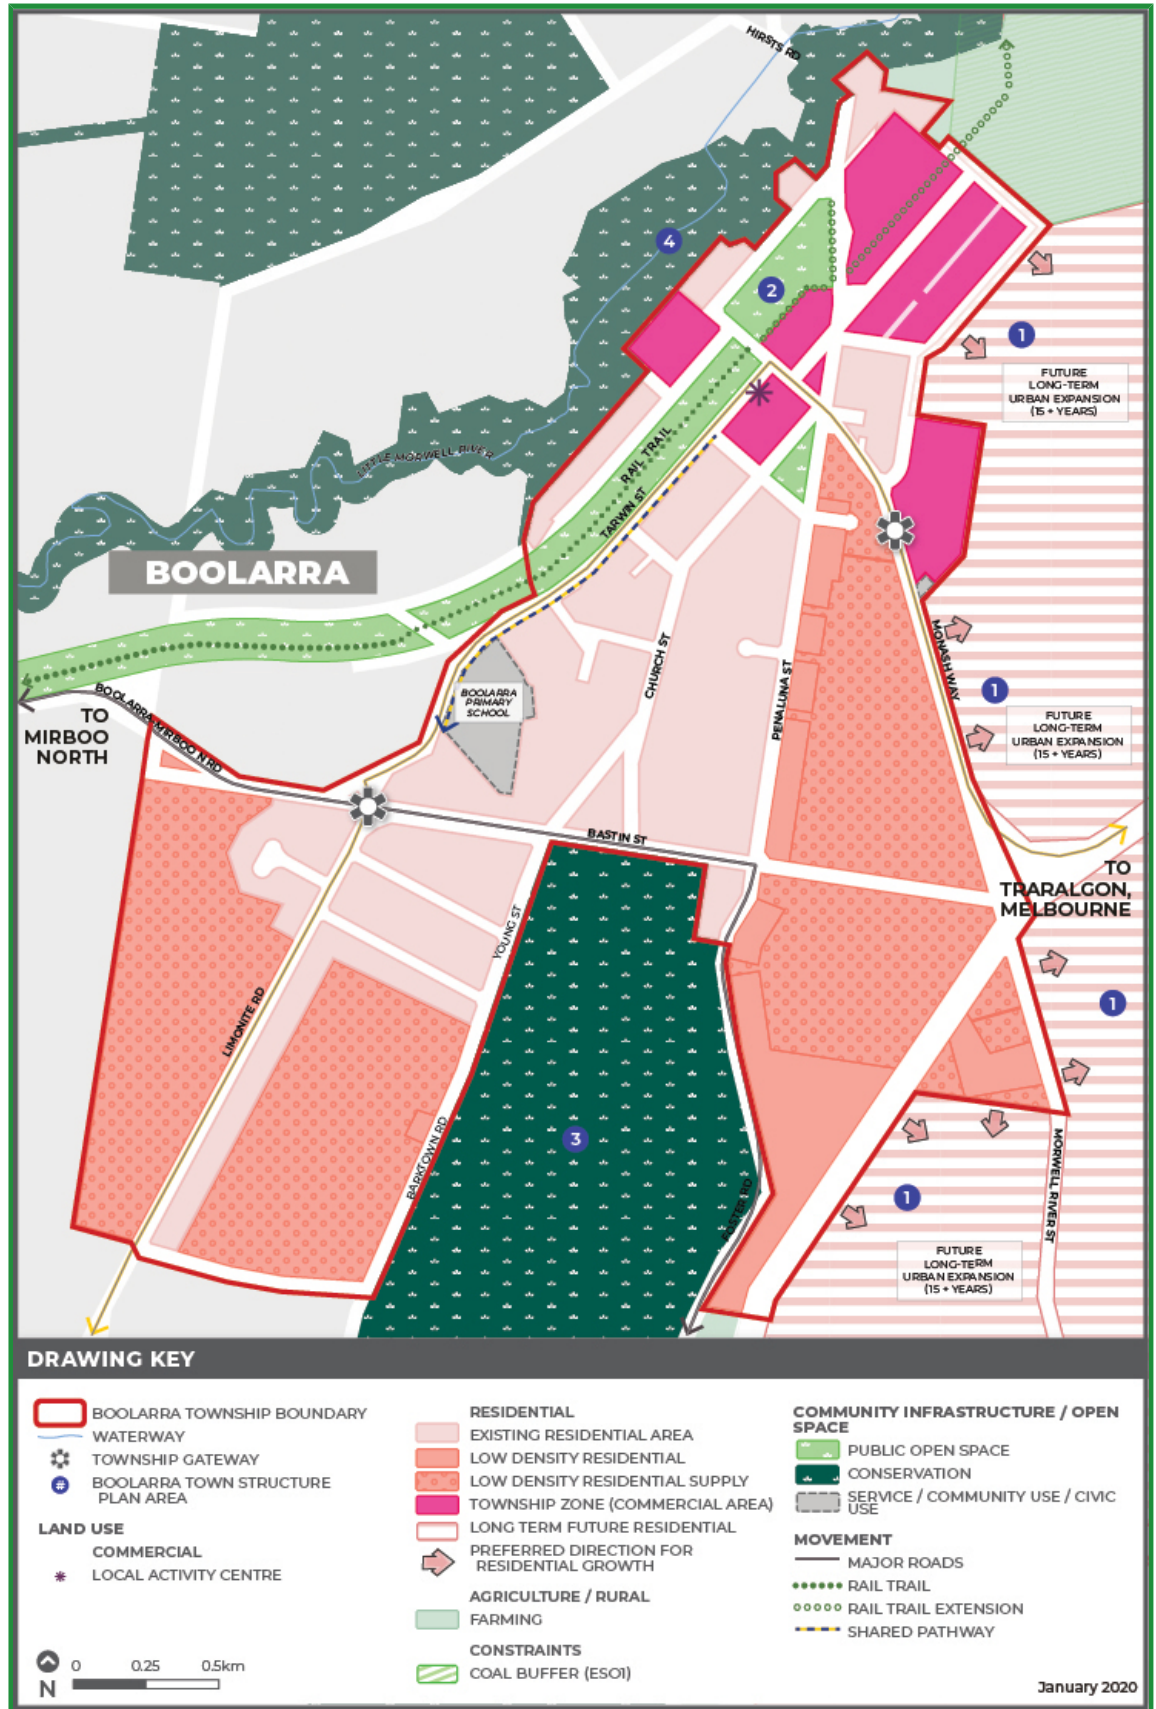 HIRSTS RD
4
2
1
FUTURE
LONG-TERM
URBAN EXPANSION
(15 + YEARS)
LITTLE MORWELL RIVER
RAIL TRAIL
TARWIN ST
BOOLARRA
MONASH WAY
CHURCH ST
PENALUNA ST
BOOLARRA
PRIMARY
SCHOOL
1
FUTURE
LONG-TERM
URBAN EXPANSION
(15 + YEARS)
BOOLARRA-MIRBOO N RD
TO
MIRBOO
NORTH
BASTIN ST
TO
TRARALGON,
MELBOURNE
YOUNG ST
LIMONITE RD
1
3
BARKTOWN RD
FOSTER RD
MORWELL RIVER ST
1
FUTURE
LONG-TERM
URBAN EXPANSION
(15 + YEARS)
DRAWING KEY
BOOLARRA TOWNSHIP BOUNDARY
WATERWAY
TOWNSHIP GATEWAY
# BOOLARRA TOWN STRUCTURE
PLAN AREA
LAND USE
COMMERCIAL
LOCAL ACTIVITY CENTRE
N
0 0.25 0.5km
RESIDENTIAL
EXISTING RESIDENTIAL AREA
LOW DENSITY RESIDENTIAL
LOW DENSITY RESIDENTIAL SUPPLY
TOWNSHIP ZONE (COMMERCIAL AREA)
LONG TERM FUTURE RESIDENTIAL
PREFERRED DIRECTION FOR
RESIDENTIAL GROWTH
AGRICULTURE / RURAL
FARMING
CONSTRAINTS
COAL BUFFER (ESO1)
COMMUNITY INFRASTRUCTURE / OPEN
SPACE
PUBLIC OPEN SPACE
CONSERVATION
SERVICE / COMMUNITY USE / CIVIC
USE
MOVEMENT
MAJOR ROADS
RAIL TRAIL
RAIL TRAIL EXTENSION
SHARED PATHWAY
January 2020